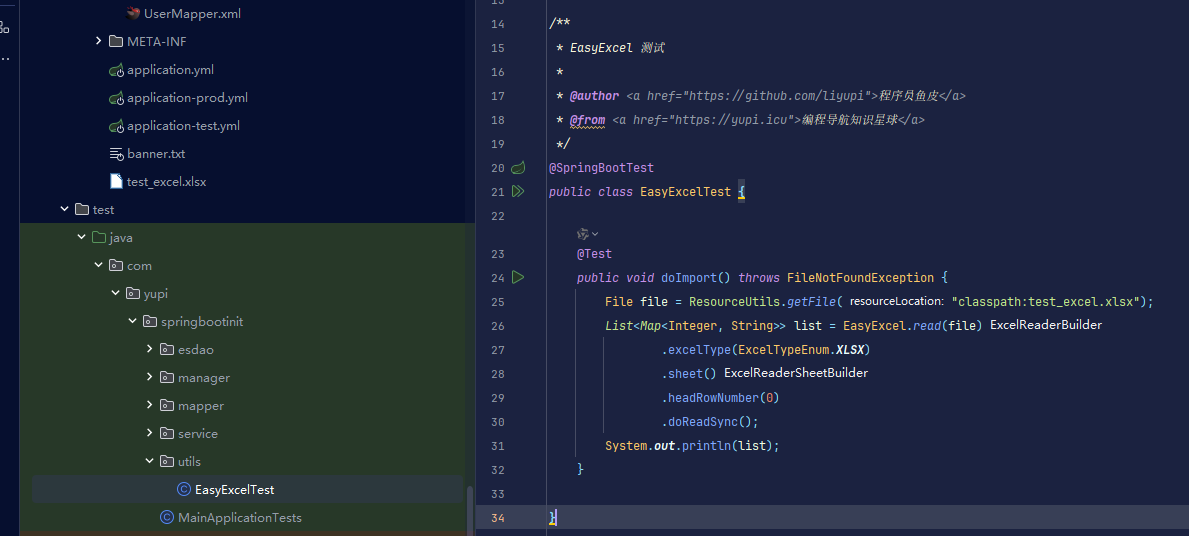 UserMapper.xml
META-INF
application.yml
application-prod.yml
application-test.yml
banner.txt
test_excel.xlsx
test
java
com
yupi
springbootinit
esdao
manager
mapper
service
utils
EasyExcelTest
MainApplicationTests
13
14 /**
15 * EasyExcel 测试
16 *
17 * @author <a href="https://github.com/liyupi">程序员鱼皮</a>
18 * @from <a href="https://yupi.icu">编程导航知识星球</a>
19 */
20 @SpringBootTest
21 public class EasyExcelTest {
22
23 @Test
24 public void doImport() throws FileNotFoundException {
25 File file = ResourceUtils.getFile( resourceLocation: "classpath:test_excel.xlsx");
26 List<Map<Integer, String>> list = EasyExcel.read(file) ExcelReaderBuilder
27 .excelType(ExcelTypeEnum.XLSX)
28 .sheet() ExcelReaderSheetBuilder
29 .headRowNumber(0)
30 .doReadSync();
31 System.out.println(list);
32 }
33
34 }